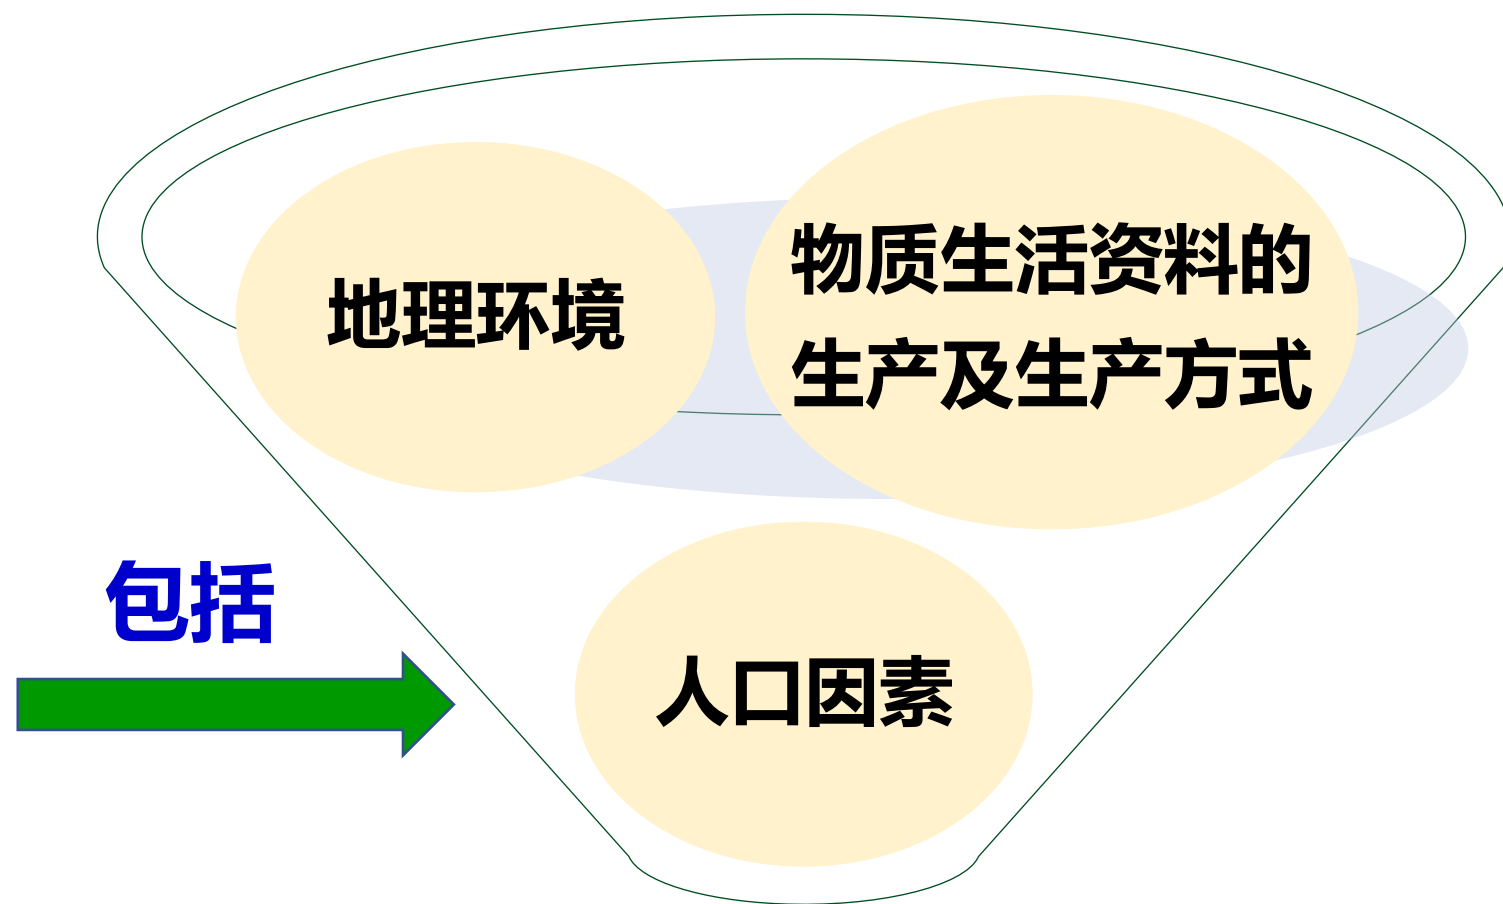 地理环境
物质生活资料的
生产及生产方式
包括
人口因素